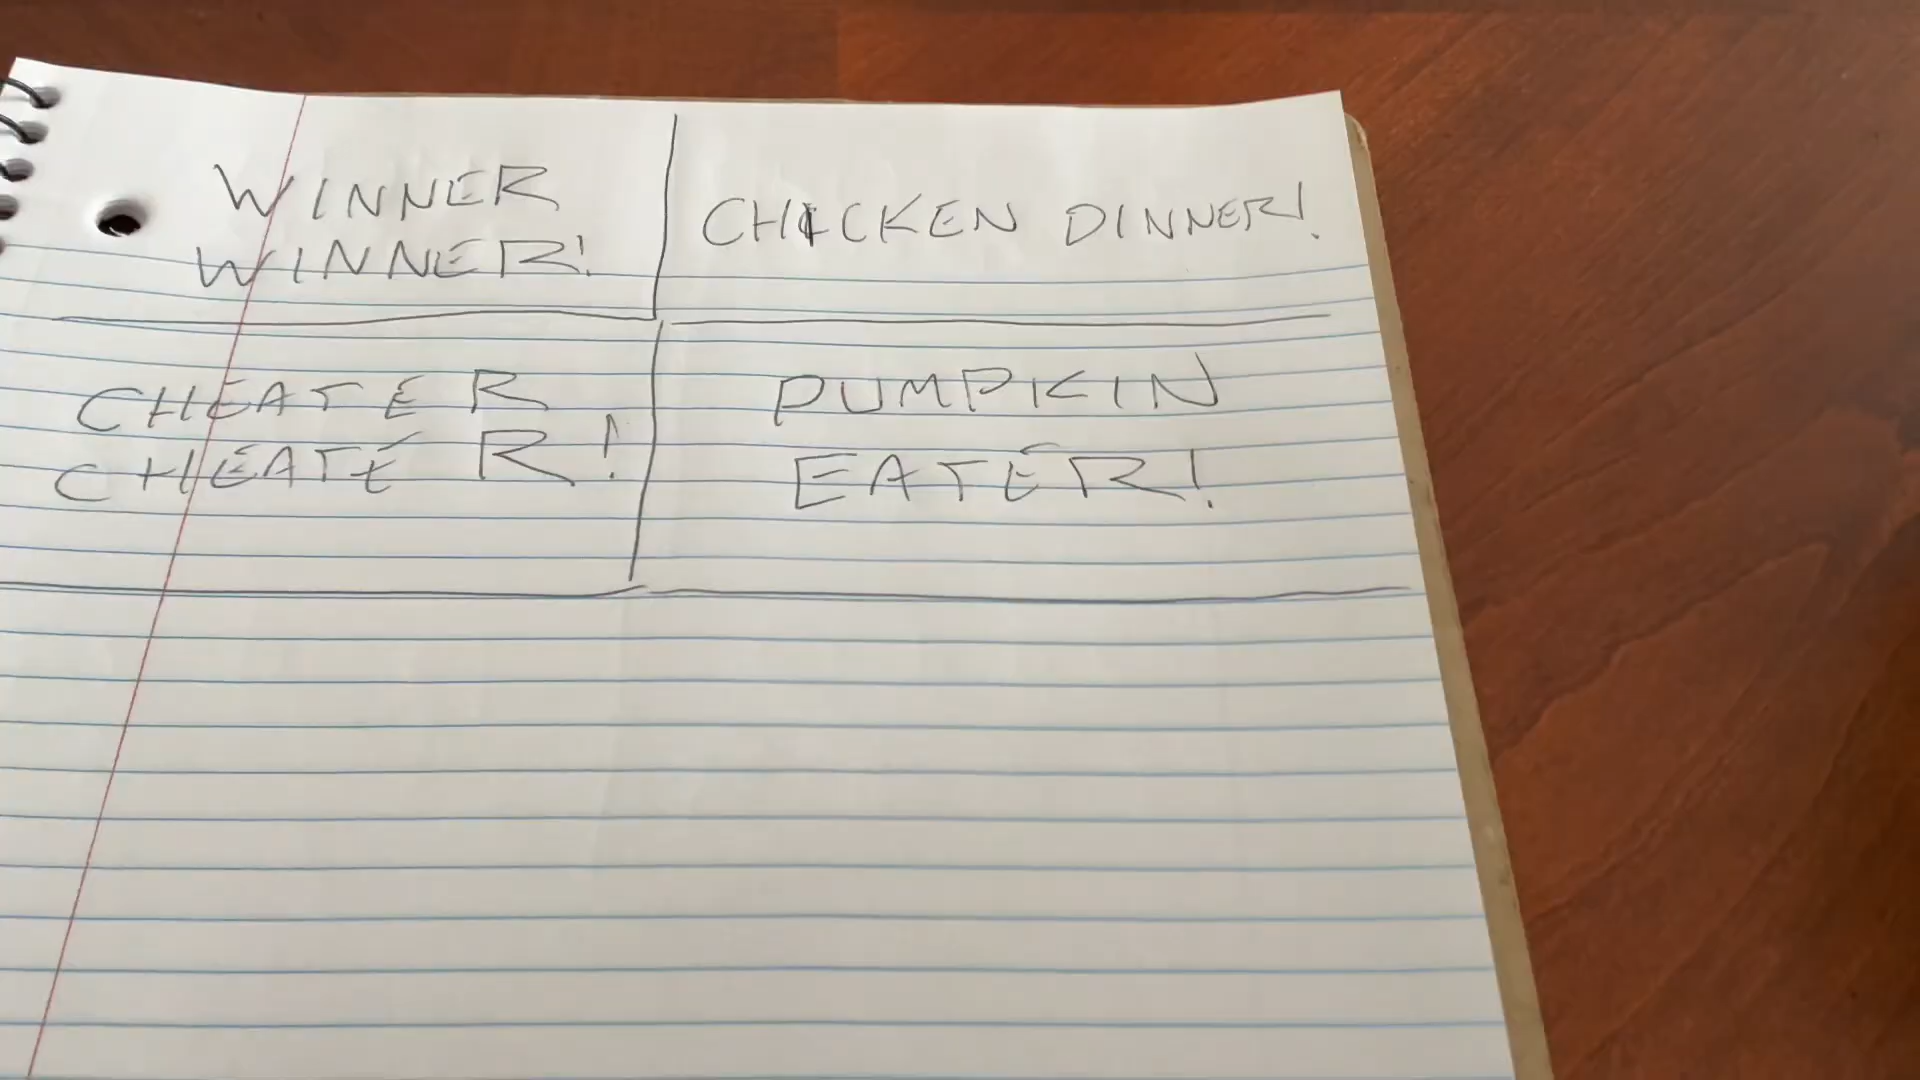 WINNER
WINNER!
CHICKEN DINNER!
CHEATER
CHEATER!
PUMPKIN
EATER!